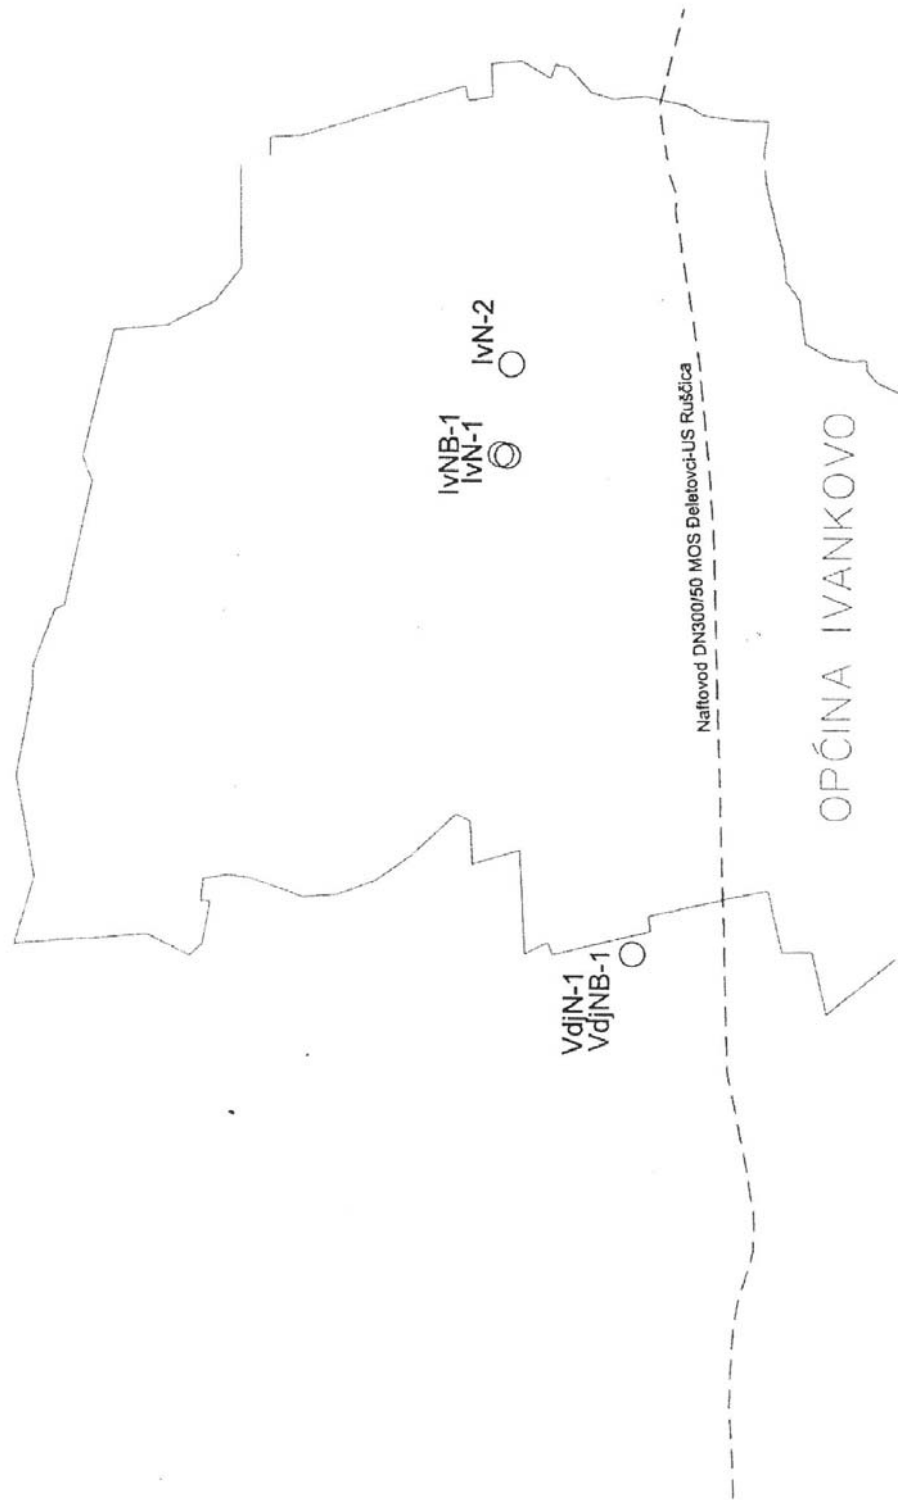 IvN-2
IvNB-1
IvN-1
Naftovod DN300/50 MOS Đeletovci-US Ruščica
OPĆINA IVANKOVO
VdjN-1
VdjNB-1